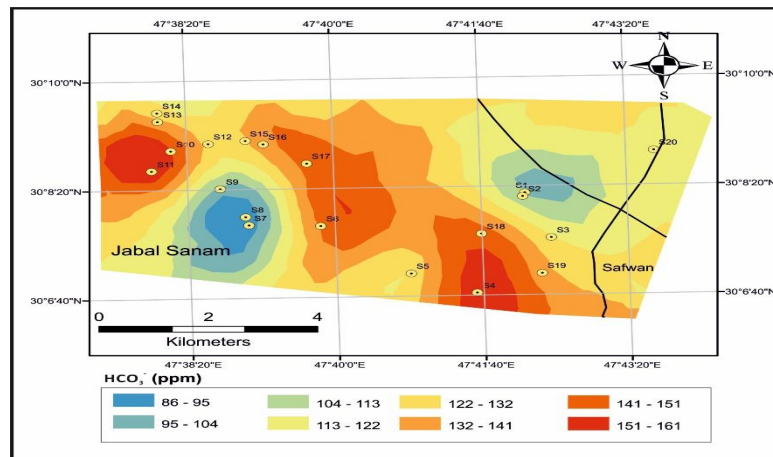 47°38'20"E 47°40'0"E 47°41'40"E 47°43'20"E
N
W E
S
30°10'0"N 30°10'0"N
S14
S13
S12 S15 S16
S10
S20
S17
S11
30°8'20"N 30°8'20"N
S9
S1 S2
S8
S7 S6
S18 S3
Jabal Sanam
Safwan
S5 S19
S4
30°6'40"N 30°6'40"N
0 2 4
Kilometers
47°38'20"E 47°40'0"E 47°41'40"E 47°43'20"E
HCO₃⁻ (ppm)
86 - 95 104 - 113 122 - 132 141 - 151
95 - 104 113 - 122 132 - 141 151 - 161